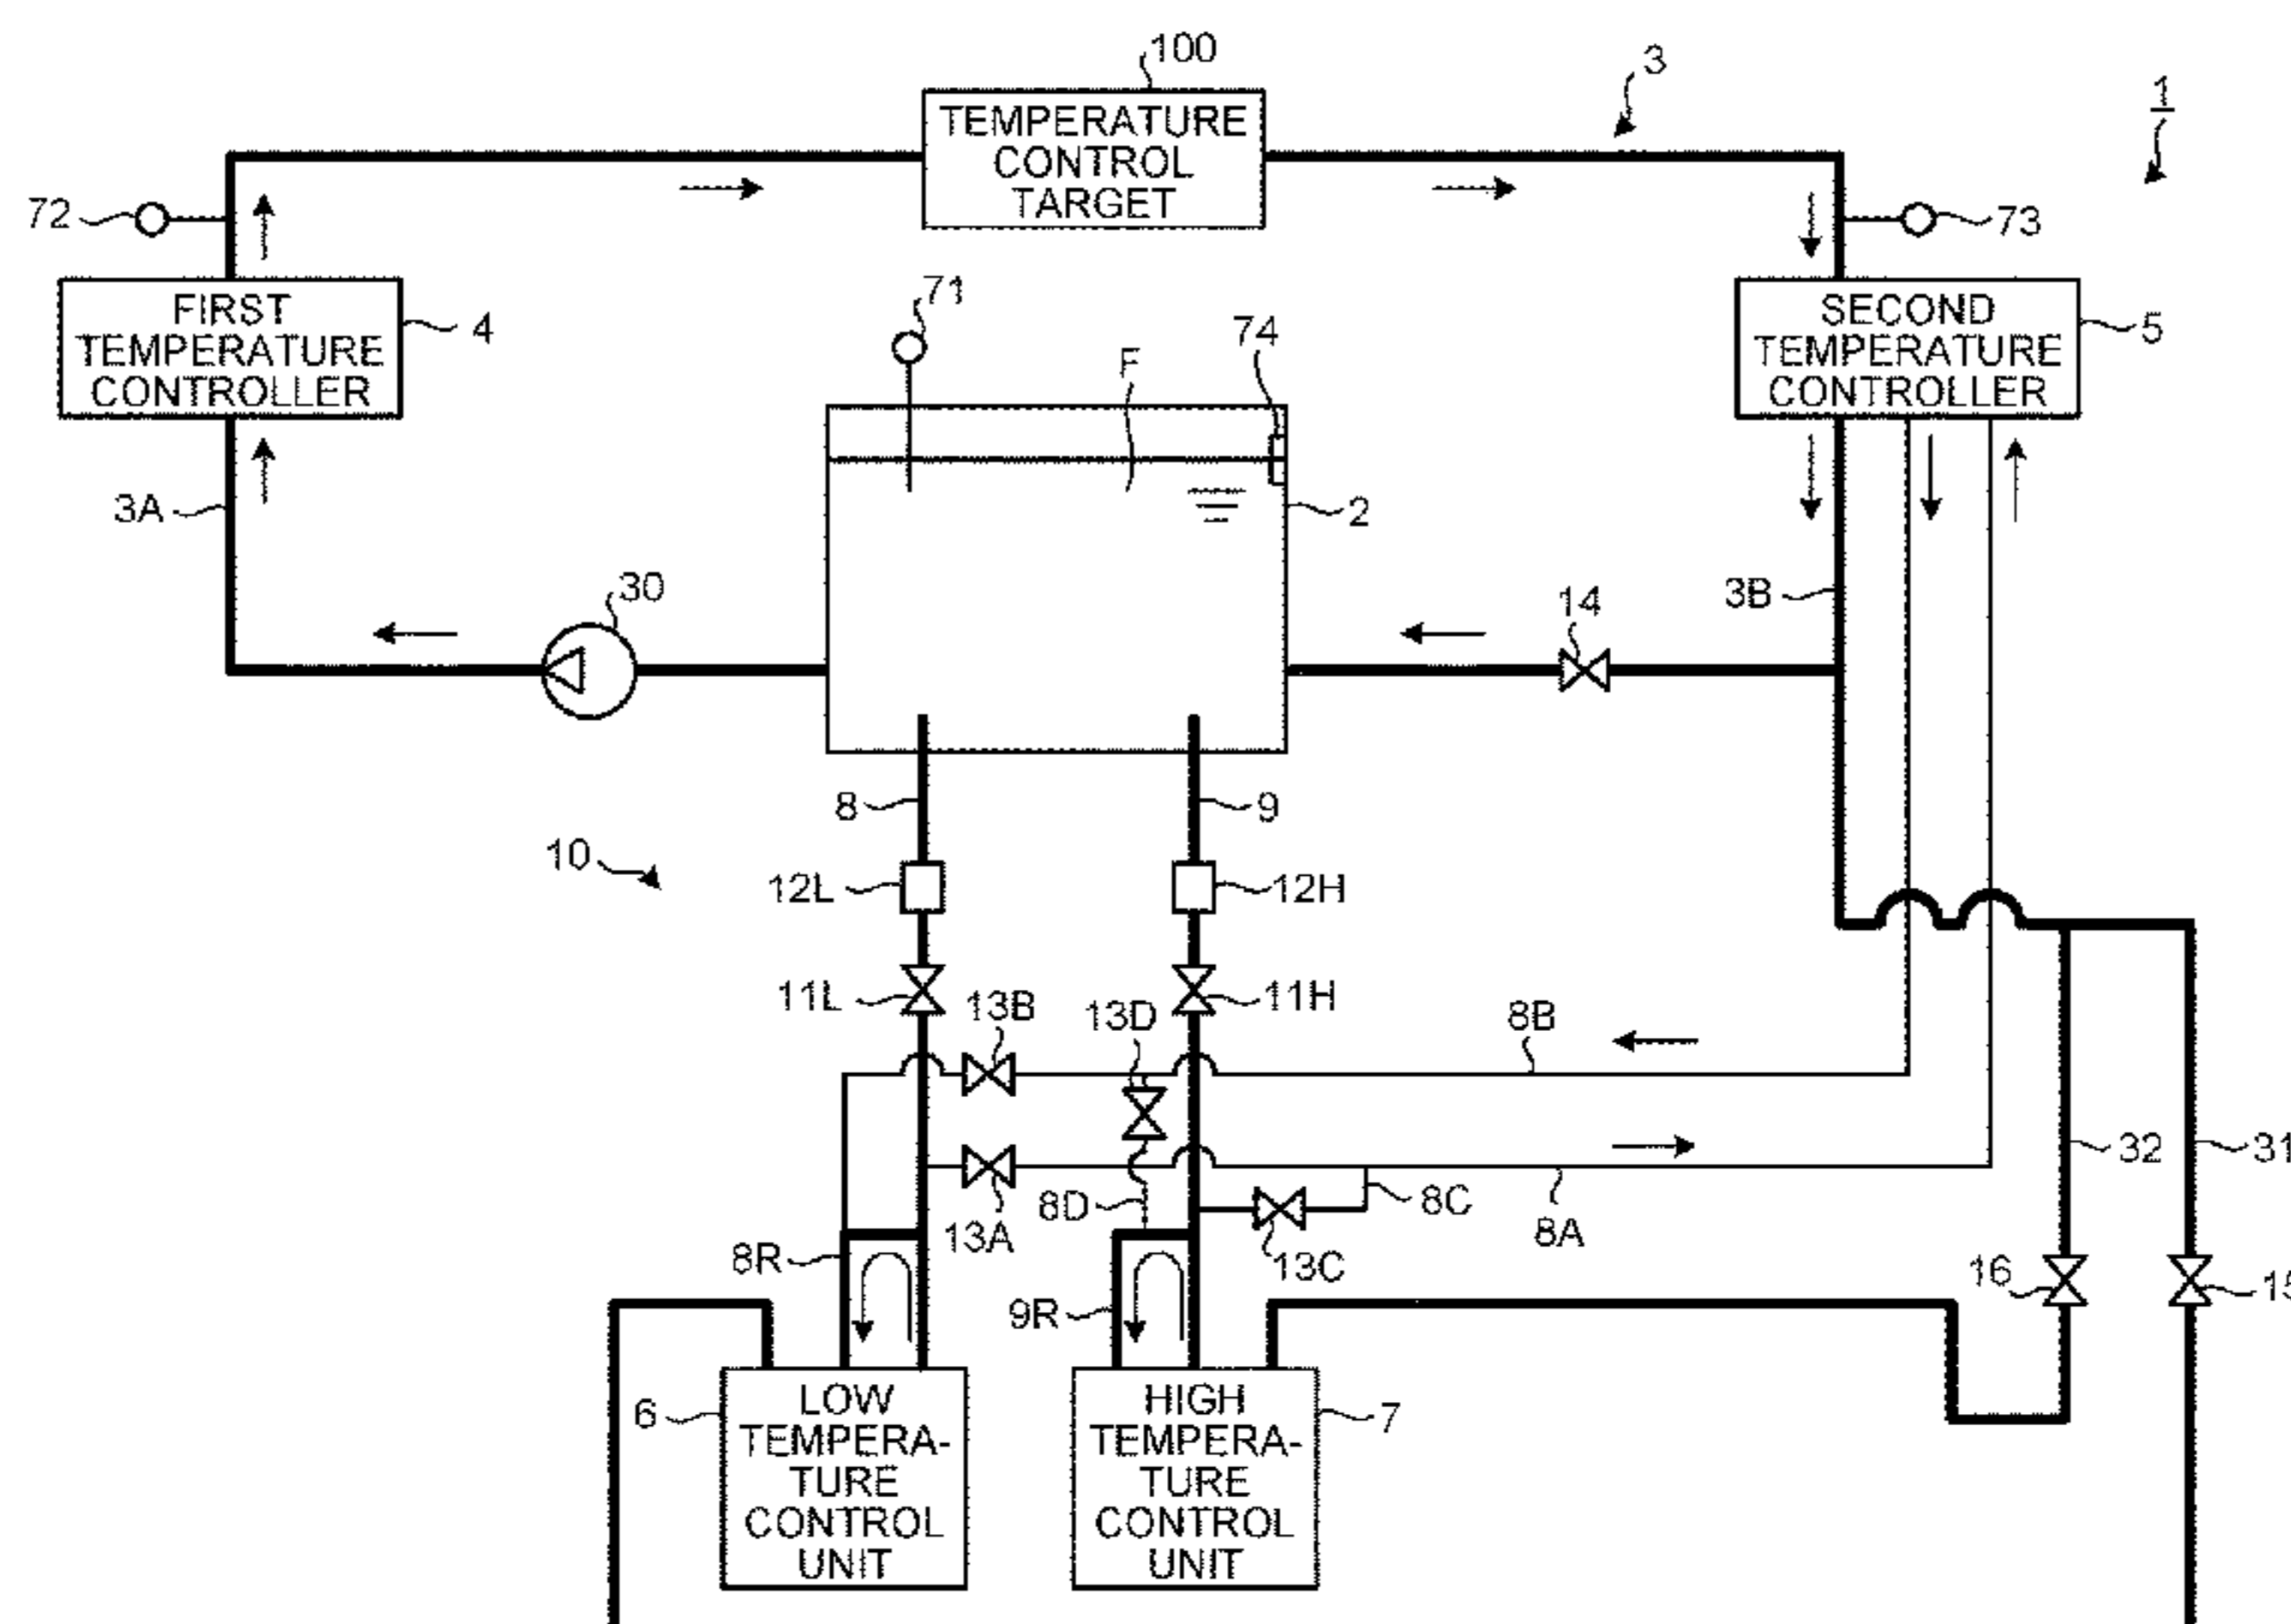 100
3
1
TEMPERATURE
CONTROL
TARGET
72
73
71
FIRST
TEMPERATURE
CONTROLLER
4
F
74
SECOND
TEMPERATURE
CONTROLLER
5
3A
2
30
14
3B
8
9
10
12L
12H
11L
13B
13D
11H
8B
32
31
8D
8C
8A
13A
8R
13C
16
15
9R
6
LOW
TEMPERA-
TURE
CONTROL
UNIT
HIGH
TEMPERA-
TURE
CONTROL
UNIT
7